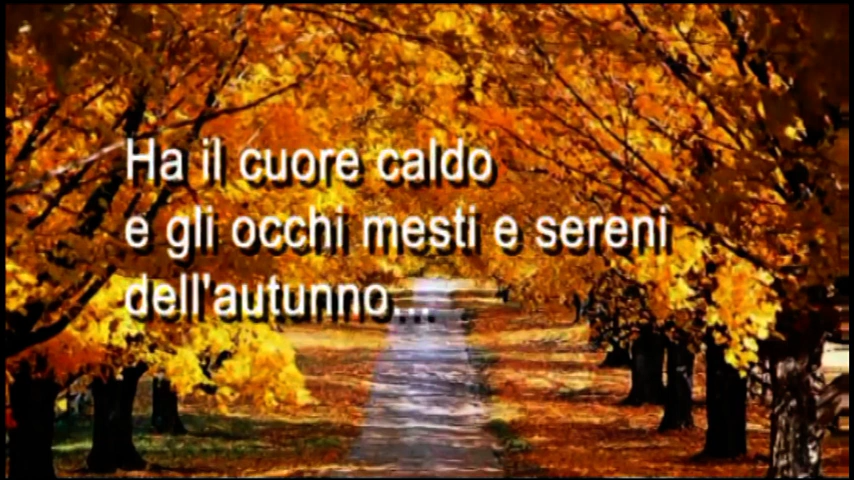 Ha il cuore caldo
e gli occhi mesti e sereni
dell'autunno...